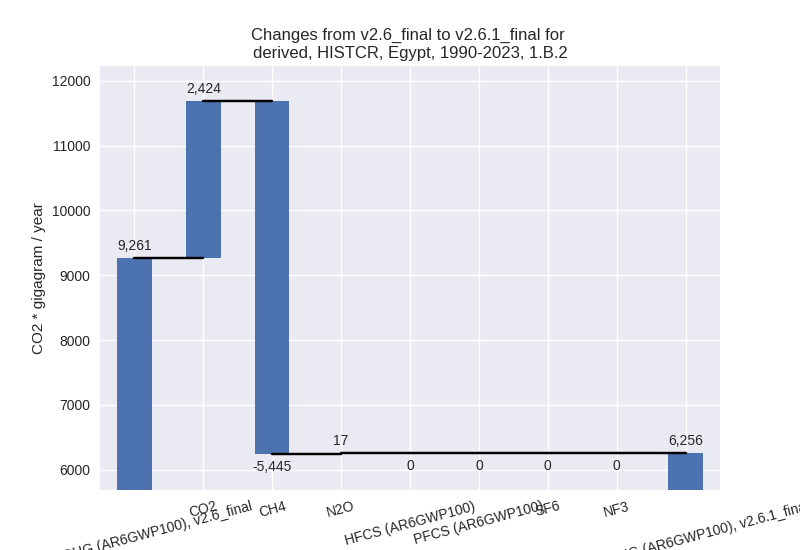 Changes from v2.6_final to v2.6.1_final for
derived, HISTCR, Egypt, 1990-2023, 1.B.2
12000
11000
10000
9000
8000
7000
6000
CO2 * gigagram / year
9,261
2,424
-5,445
17
0
0
0
0
6,256
(AR6GWP100), v2.6_final
CO2
CH4
N2O
HFCS (AR6GWP100)
PFCS (AR6GWP100)
SF6
NF3
(AR6GWP100), v2.6.1_final